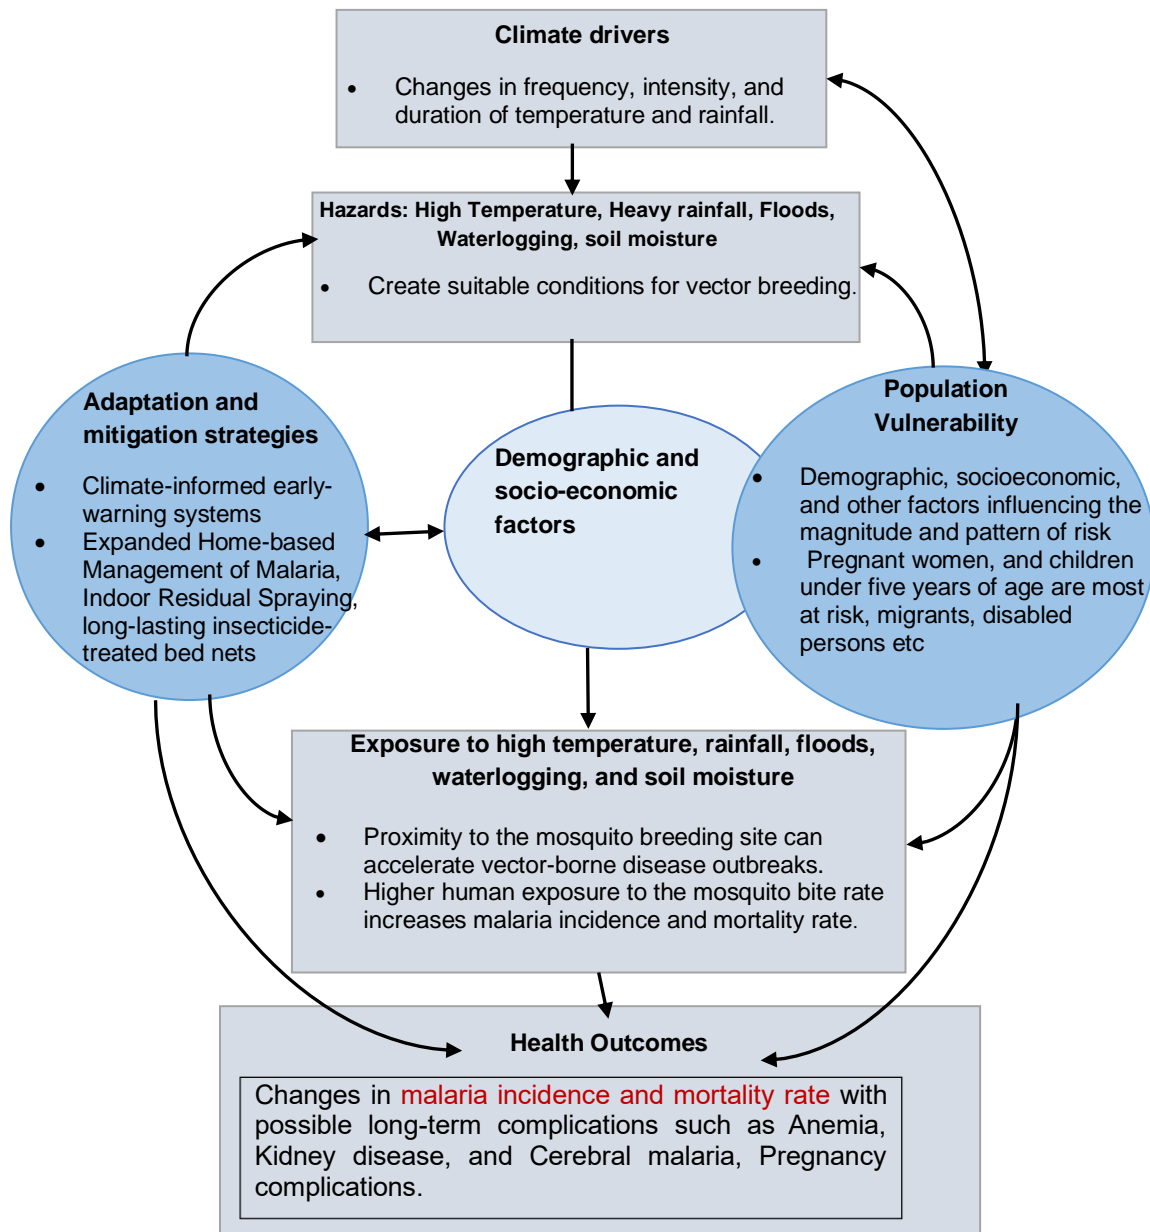 Climate drivers
• Changes in frequency, intensity, and
duration of temperature and rainfall.
Hazards: High Temperature, Heavy rainfall, Floods,
Waterlogging, soil moisture
• Create suitable conditions for vector breeding.
Adaptation and
mitigation strategies
• Climate-informed early-
warning systems
• Expanded Home-based
Management of Malaria,
Indoor Residual Spraying,
long-lasting insecticide-
treated bed nets
Demographic and
socio-economic
factors
Population
Vulnerability
• Demographic, socioeconomic,
and other factors influencing the
magnitude and pattern of risk
• Pregnant women, and children
under five years of age are most
at risk, migrants, disabled
persons etc
Exposure to high temperature, rainfall, floods,
waterlogging, and soil moisture
• Proximity to the mosquito breeding site can
accelerate vector-borne disease outbreaks.
• Higher human exposure to the mosquito bite rate
increases malaria incidence and mortality rate.
Health Outcomes
Changes in malaria incidence and mortality rate with
possible long-term complications such as Anemia,
Kidney disease, and Cerebral malaria, Pregnancy
complications.